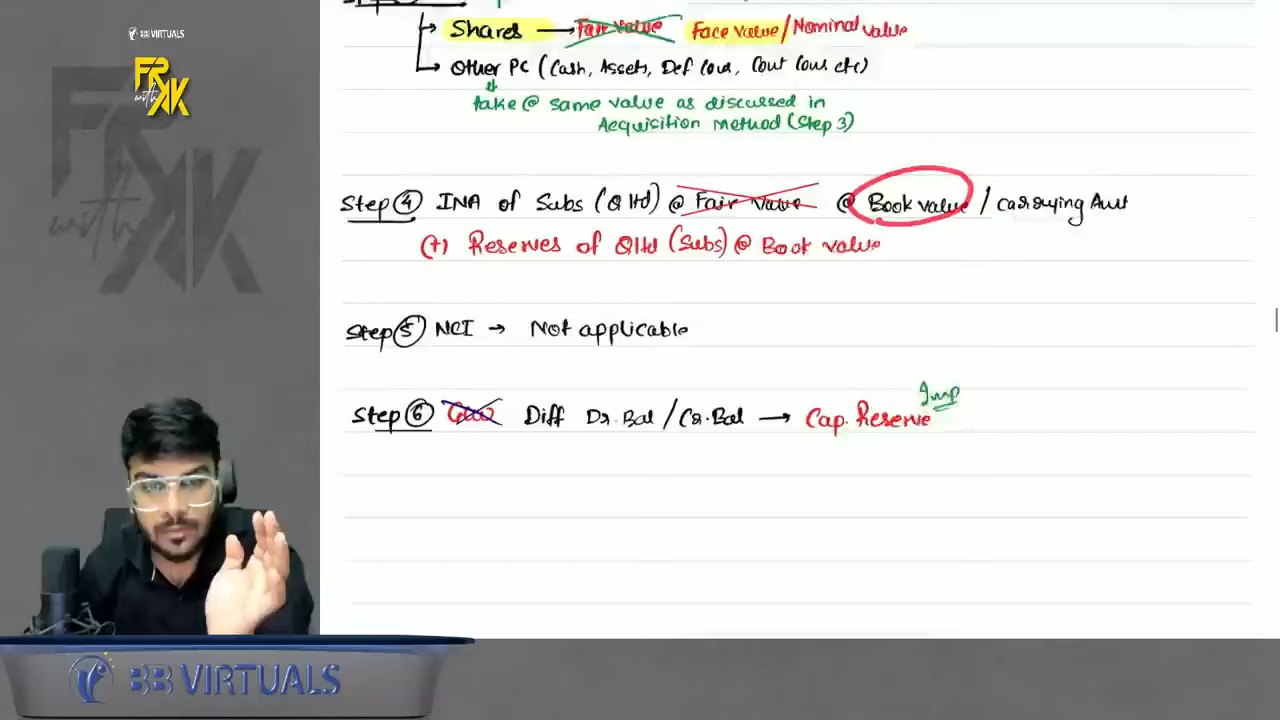 BB VIRTUALS
FR
with
AK
→ Shares → Fair Value Face Value/Nominal value
→ Other PC (Cash, Assets, Def Cons, Cont Cons etc)
take @ same value as discussed in
Acquisition method (Step 3)
Step ④ INA of Subs (Old) @ Fair Value @ Book value / carrying Amt
(+) Reserves of Old (Subs) @ Book value
Step ⑤ NCI → Not applicable
Imp
Step ⑥ Diff Dr. Bal / Cr. Bal → Cap. Reserve
BB VIRTUALS